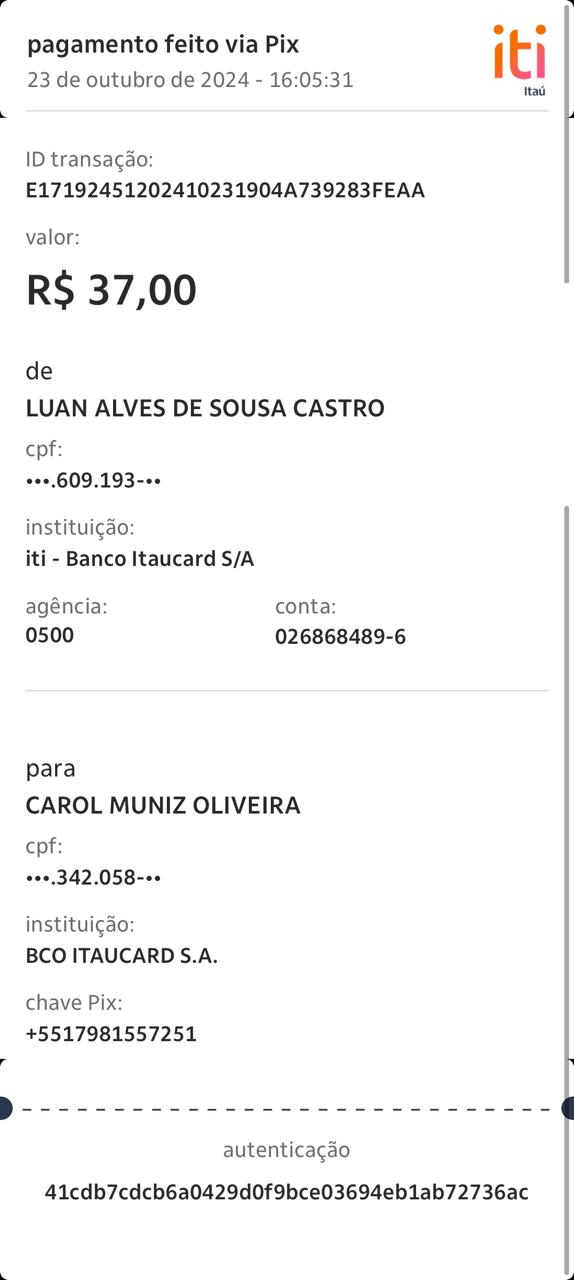 pagamento feito via Pix
23 de outubro de 2024 - 16:05:31
iti
Itaú
ID transação:
E17192451202410231904A739283FEAA
valor:
R$ 37,00
de
LUAN ALVES DE SOUSA CASTRO
cpf:
•••.609.193-••
instituição:
iti - Banco Itaucard S/A
agência: conta:
0500 026868489-6
para
CAROL MUNIZ OLIVEIRA
cpf:
•••.342.058-••
instituição:
BCO ITAUCARD S.A.
chave Pix:
+5517981557251
autenticação
41cdb7cdcb6a0429d0f9bce03694eb1ab72736ac